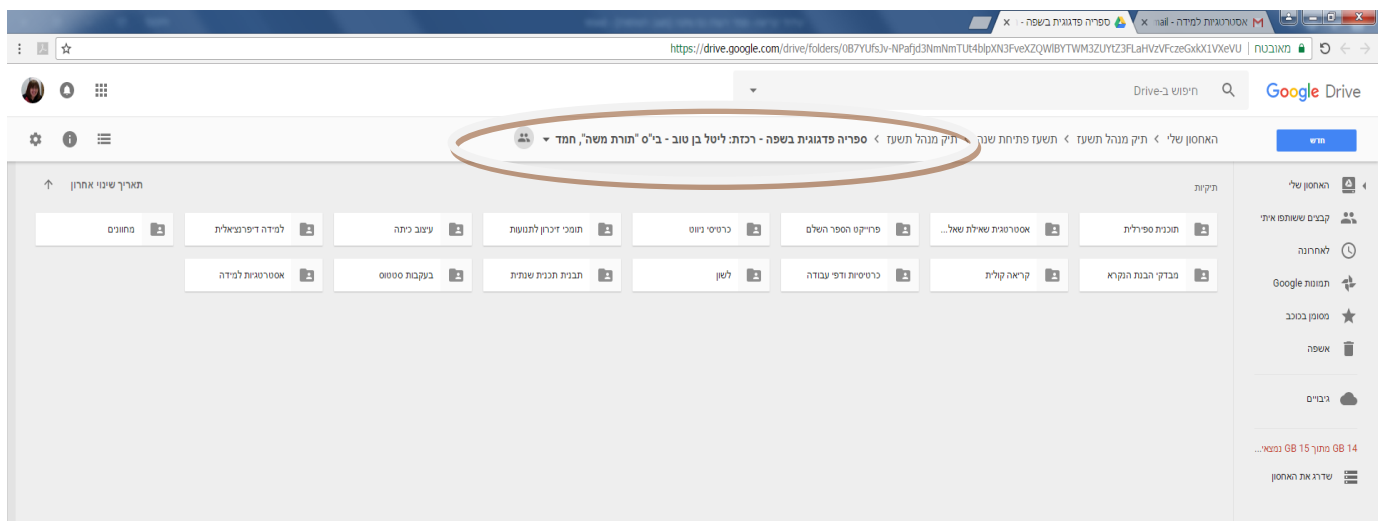 אסטרטגיות למידה - mail
ספריה פדגוגית בשפה -
מאובטח | https://drive.google.com/drive/folders/0B7YUfsJv-NPafjd3NmNmTUt4blpXN3FveXZQWlBYTWM3ZUYtZ3FLaHVzVFczeGxkX1VXeVU
Google Drive
חיפוש ב-Drive
חדש
האחסון שלי > תיק מנהל תשעז > תשעז פתיחת שנה > תיק מנהל תשעז > ספריה פדגוגית בשפה - רכזת: ליטל בן טוב - בי"ס "תורת משה", חמד
האחסון שלי
קבצים ששותפו איתי
לאחרונה
תמונות Google
מסומן בכוכב
אשפה
גיבויים
14 GB מתוך 15 GB נמצאי...
שדרג את האחסון
תיקיות
תאריך שינוי אחרון
תוכנית ספירלית
אסטרטגית שאילת שאל...
פרוייקט הספר השלם
כרטיסי ניווט
תומכי זיכרון לתנועות
עיצוב כיתה
למידה דיפרנציאלית
מחוונים
מבדקי הבנת הנקרא
קריאה קולית
כרטיסיות ודפי עבודה
לשון
תבנית תכנית שנתית
בעקבות סטטוס
אסטרטגיות למידה